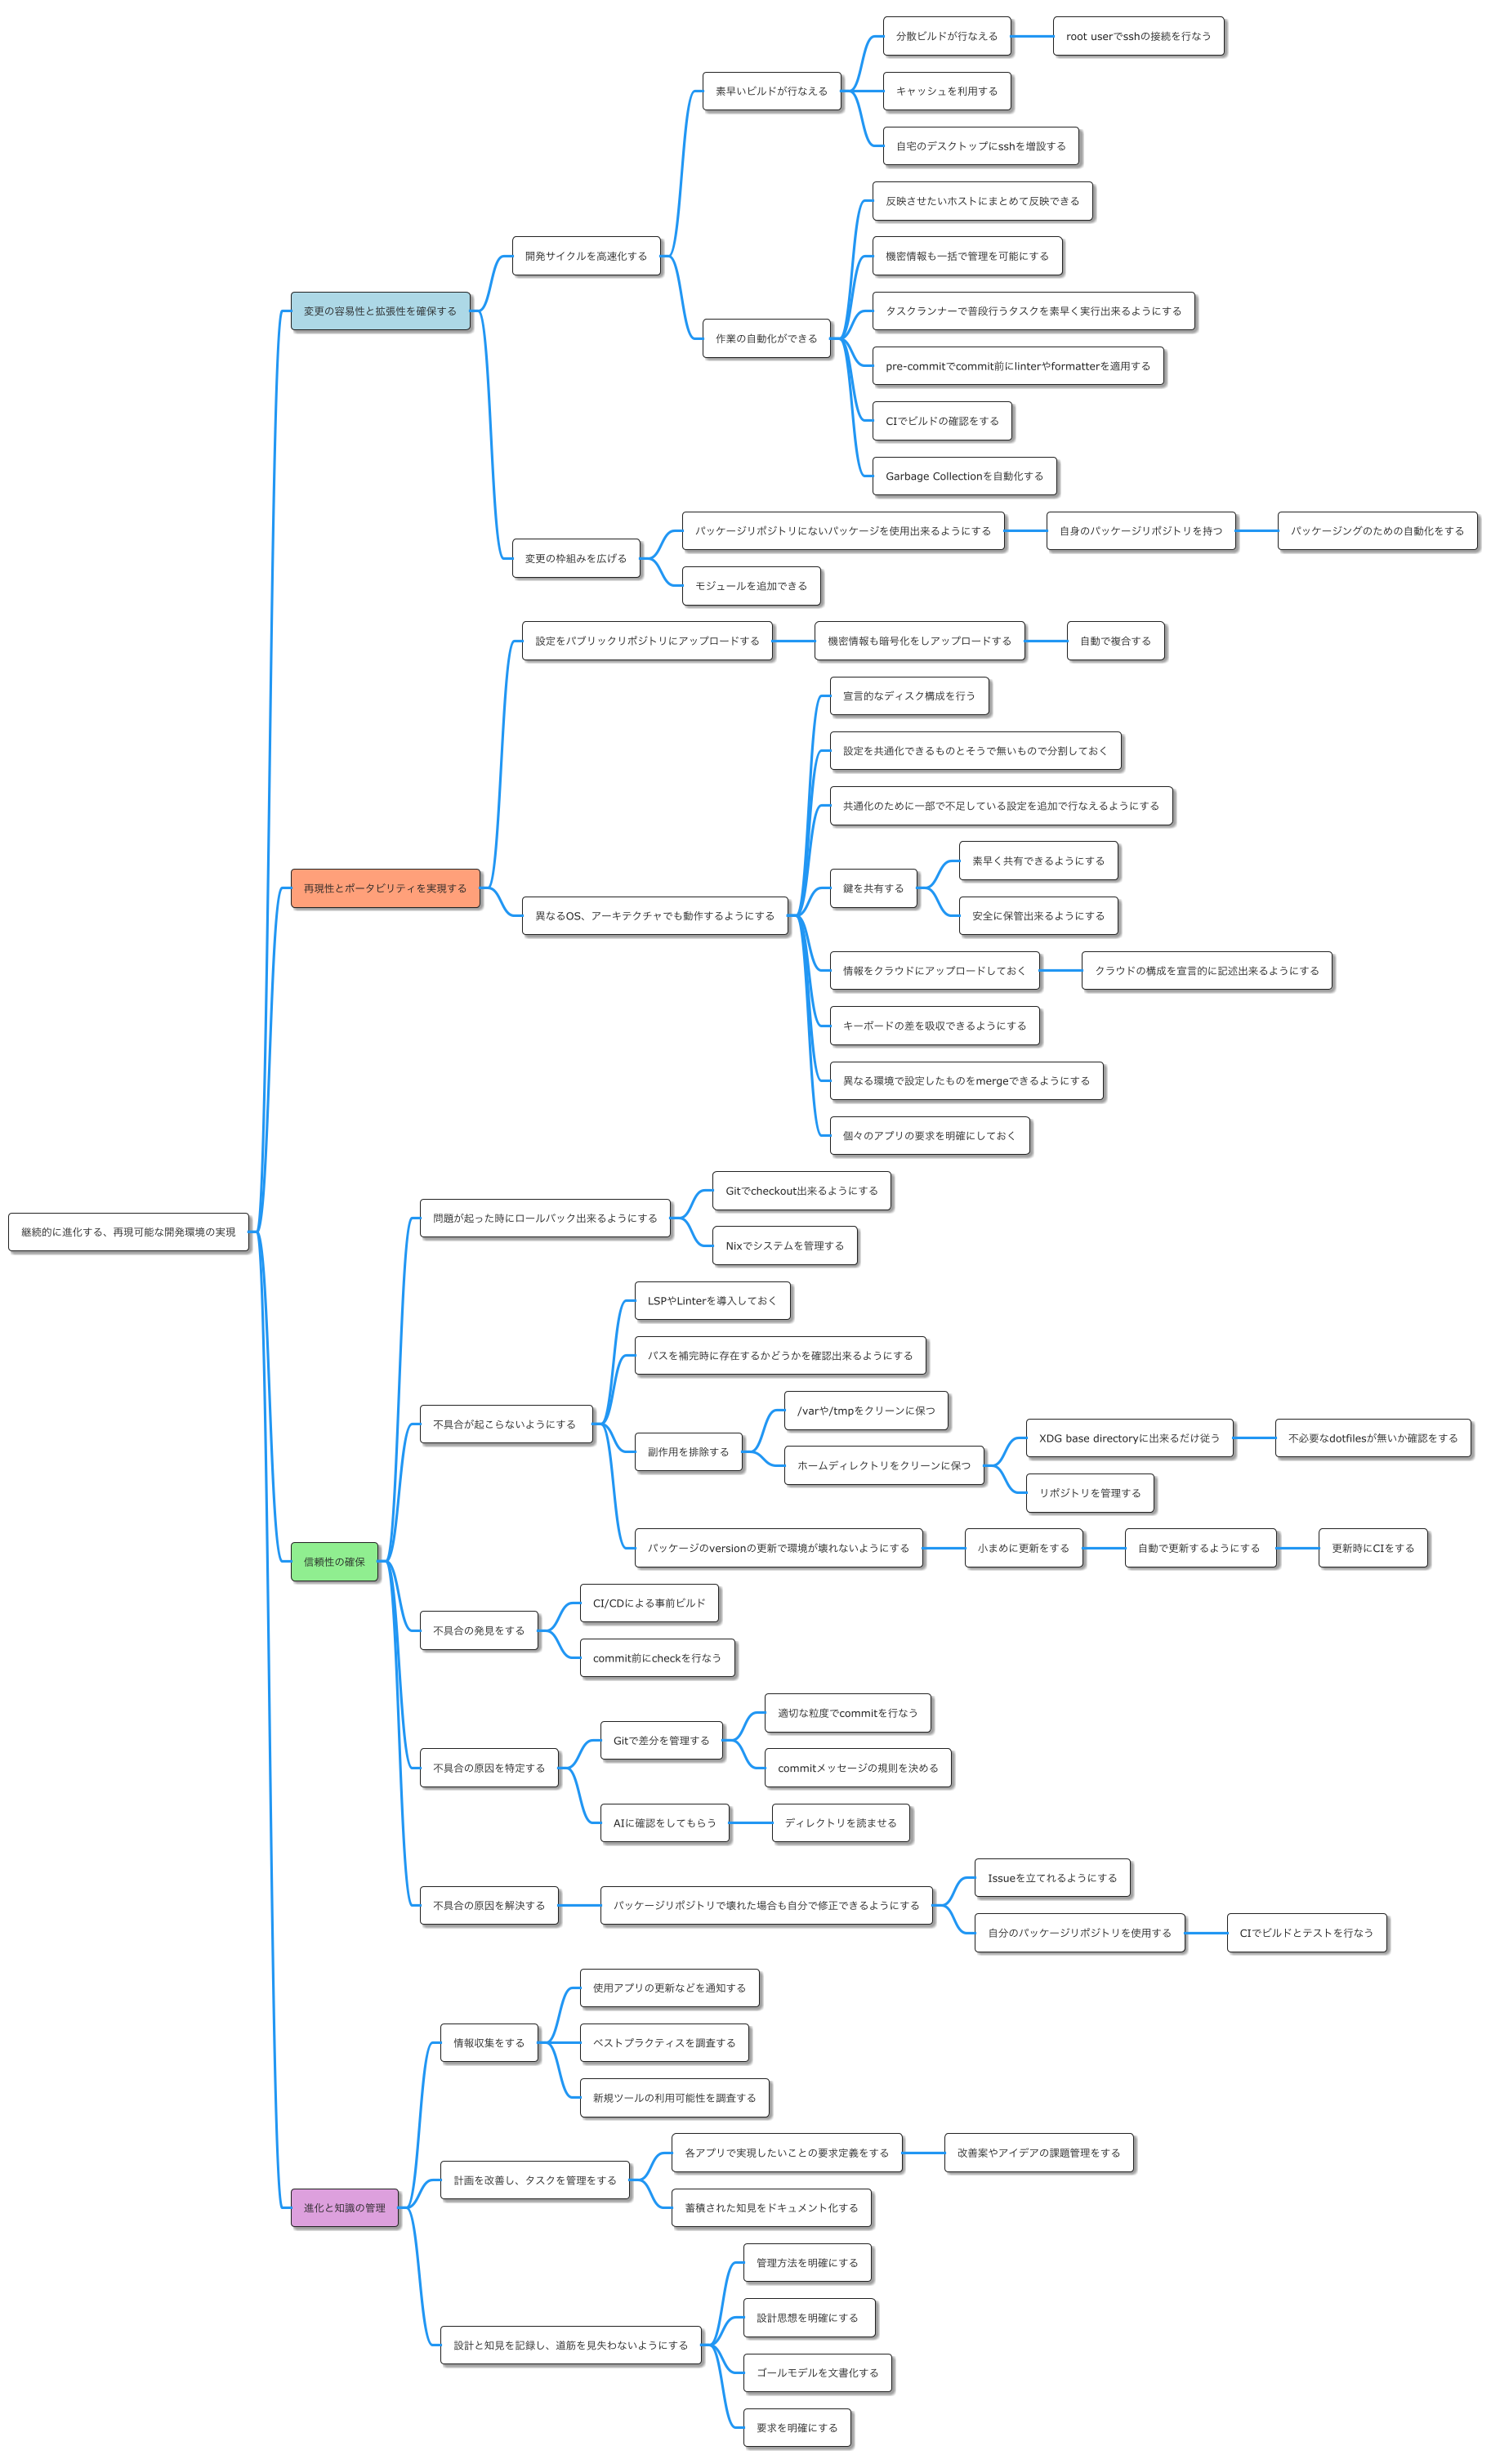 継続的に進化する、再現可能な開発環境の実現
変更の容易性と拡張性を確保する
開発サイクルを高速化する
素早いビルドが行なえる
分散ビルドが行なえる
root userでsshの接続を行なう
キャッシュを利用する
自宅のデスクトップにsshを増設する
作業の自動化ができる
反映させたいホストにまとめて反映できる
機密情報も一括で管理を可能にする
タスクランナーで普段行うタスクを素早く実行出来るようにする
pre-commitでcommit前にlinterやformatterを適用する
CIでビルドの確認をする
Garbage Collectionを自動化する
変更の枠組みを広げる
パッケージリポジトリにないパッケージを使用出来るようにする
自身のパッケージリポジトリを持つ
パッケージングのための自動化をする
モジュールを追加できる
再現性とポータビリティを実現する
設定をパブリックリポジトリにアップロードする
機密情報も暗号化をしアップロードする
自動で複合する
異なるOS、アーキテクチャでも動作するようにする
宣言的なディスク構成を行う
設定を共通化できるものとそうで無いもので分割しておく
共通化のために一部で不足している設定を追加で行なえるようにする
鍵を共有する
素早く共有できるようにする
安全に保管出来るようにする
情報をクラウドにアップロードしておく
クラウドの構成を宣言的に記述出来るようにする
キーボードの差を吸収できるようにする
異なる環境で設定したものをmergeできるようにする
個々のアプリの要求を明確にしておく
信頼性の確保
問題が起った時にロールバック出来るようにする
Gitでcheckout出来るようにする
Nixでシステムを管理する
不具合が起こらないようにする
LSPやLinterを導入しておく
パスを補完時に存在するかどうかを確認出来るようにする
副作用を排除する
/varや/tmpをクリーンに保つ
ホームディレクトリをクリーンに保つ
XDG base directoryに出来るだけ従う
不必要なdotfilesが無いか確認をする
リポジトリを管理する
パッケージのversionの更新で環境が壊れないようにする
小まめに更新をする
自動で更新するようにする
更新時にCIをする
不具合の発見をする
CI/CDによる事前ビルド
commit前にcheckを行なう
不具合の原因を特定する
Gitで差分を管理する
適切な粒度でcommitを行なう
commitメッセージの規則を決める
AIに確認をしてもらう
ディレクトリを読ませる
不具合の原因を解決する
パッケージリポジトリで壊れた場合も自分で修正できるようにする
Issueを立てれるようにする
自分のパッケージリポジトリを使用する
CIでビルドとテストを行なう
進化と知識の管理
情報収集をする
使用アプリの更新などを通知する
ベストプラクティスを調査する
新規ツールの利用可能性を調査する
計画を改善し、タスクを管理をする
各アプリで実現したいことの要求定義をする
改善案やアイデアの課題管理をする
蓄積された知見をドキュメント化する
設計と知見を記録し、道筋を見失わないようにする
管理方法を明確にする
設計思想を明確にする
ゴールモデルを文書化する
要求を明確にする